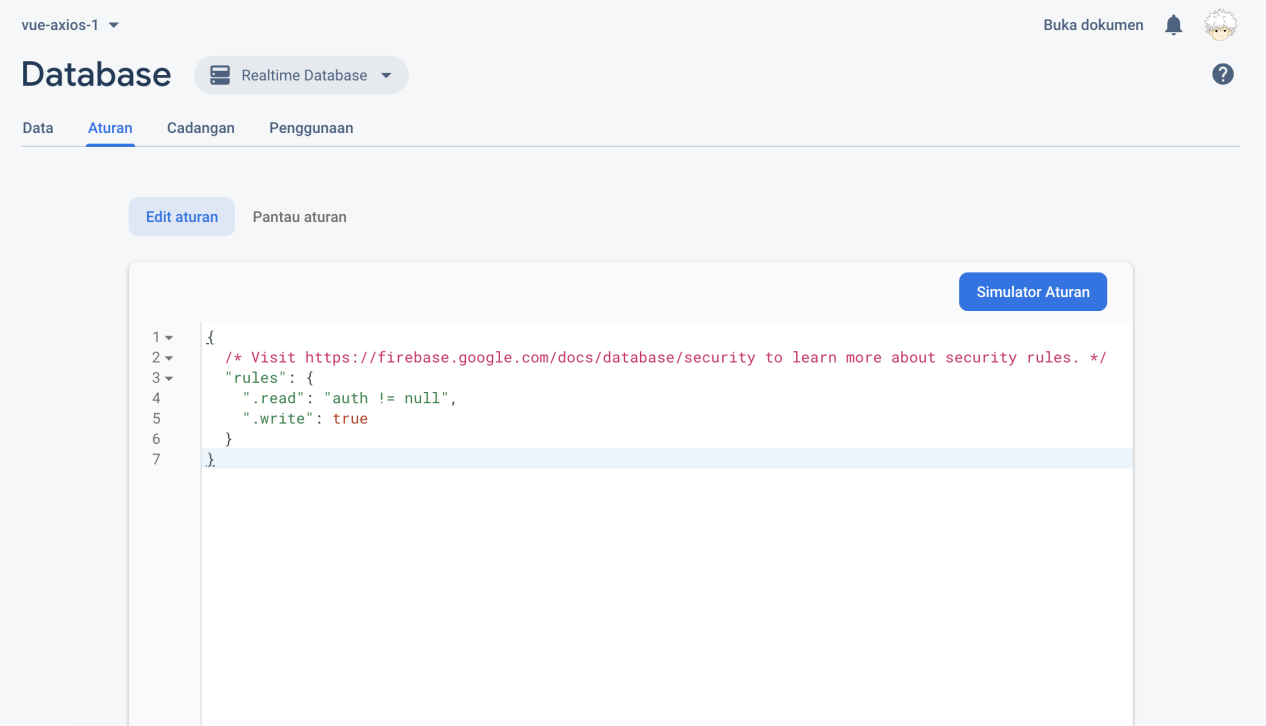 vue-axios-1
Buka dokumen
Database
Realtime Database
?
Data Aturan Cadangan Penggunaan
Edit aturan Pantau aturan
Simulator Aturan
1 {
2 /* Visit https://firebase.google.com/docs/database/security to learn more about security rules. */
3 "rules": {
4 ".read": "auth != null",
5 ".write": true
6 }
7 }